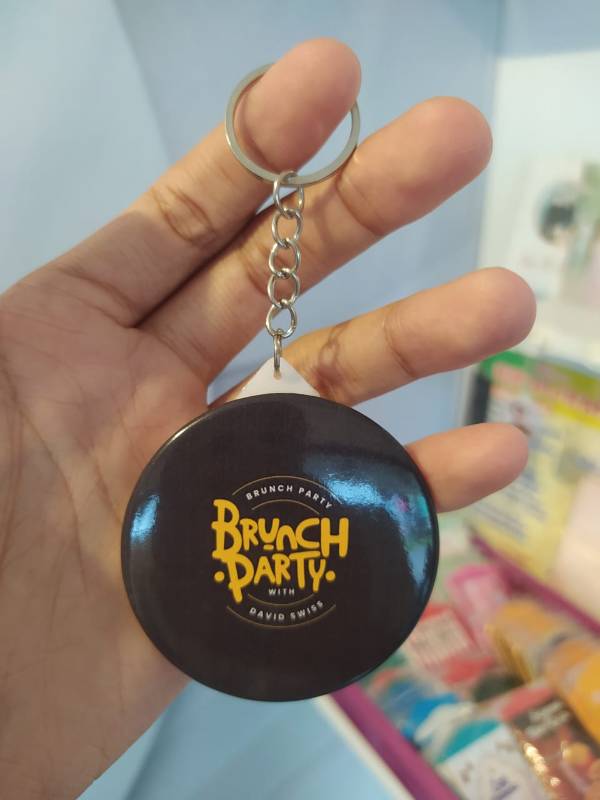 BRUNCH PARTY
BRUNCH
•PARTY•
WITH
DAVID SWISS